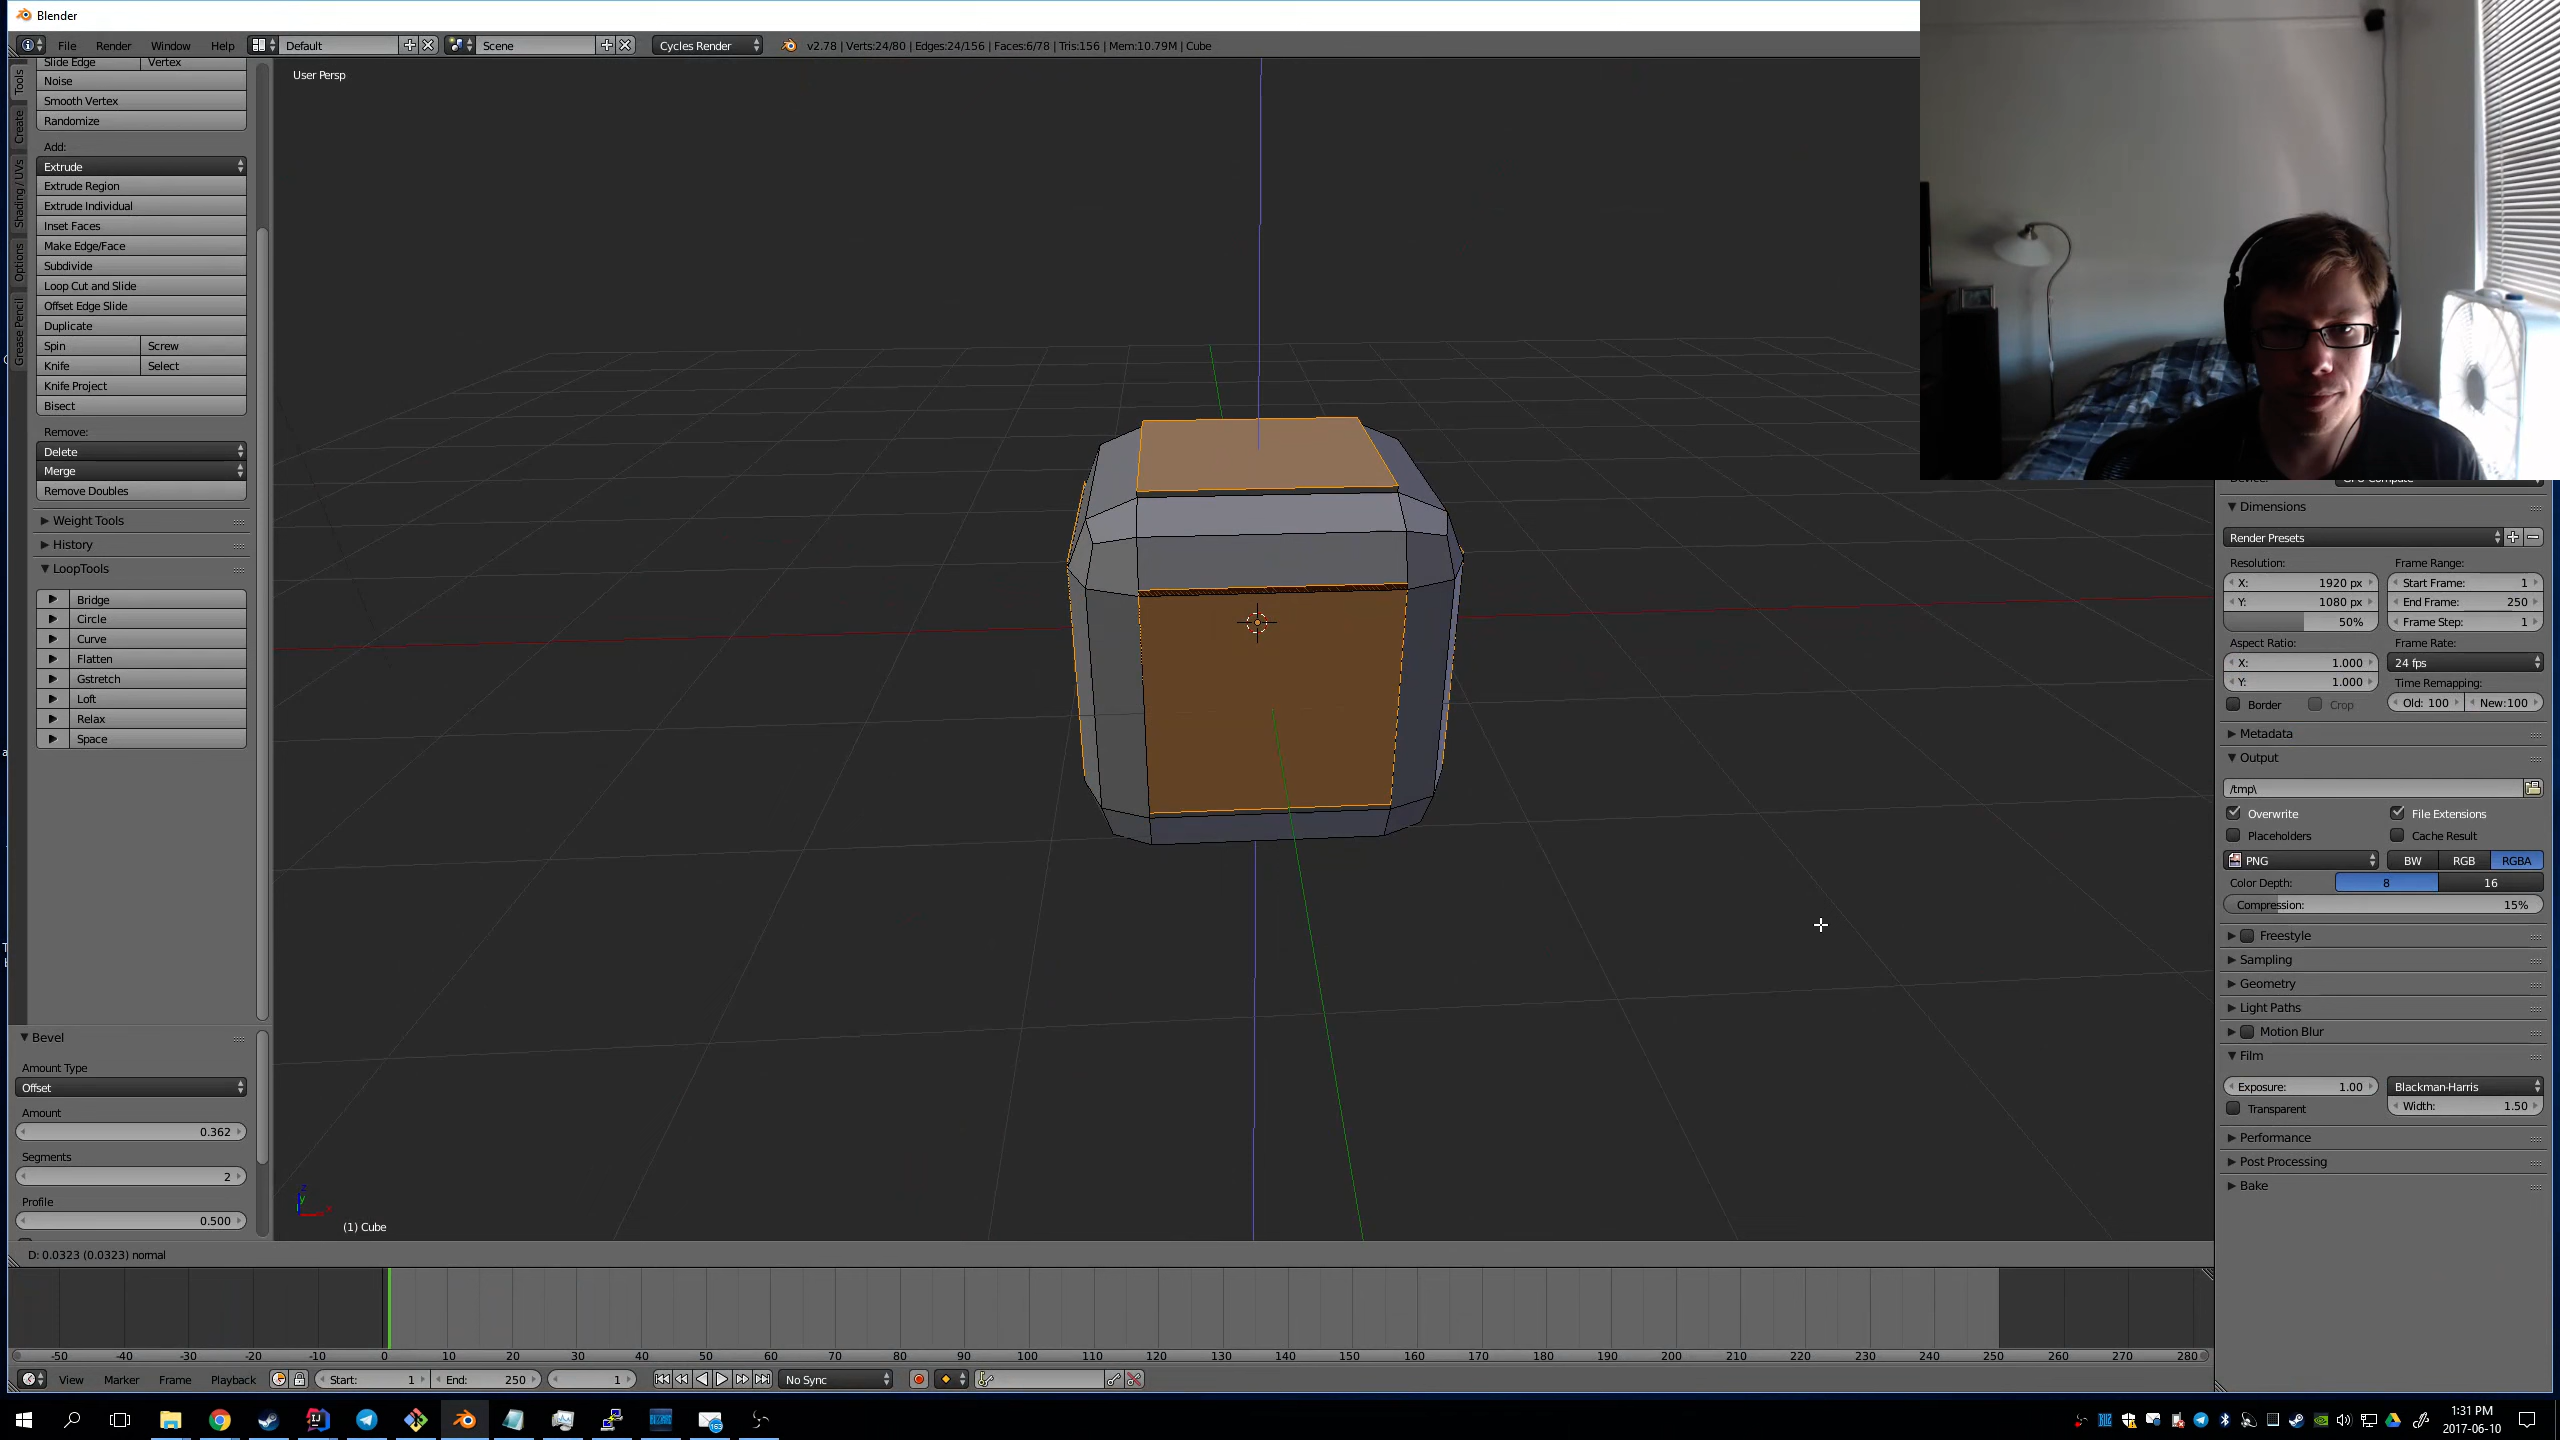 Blender
File Render Window Help Default Scene Cycles Render v2.78 | Verts:24/80 | Edges:24/156 | Faces:6/78 | Tris:156 | Mem:10.79M | Cube
User Persp
Tools
Create
Shading / UVs
Options
Grease Pencil
Slide Edge Vertex
Noise
Smooth Vertex
Randomize
Add:
Extrude
Extrude Region
Extrude Individual
Inset Faces
Make Edge/Face
Subdivide
Loop Cut and Slide
Offset Edge Slide
Duplicate
Spin Screw
Knife Select
Knife Project
Bisect
Remove:
Delete
Merge
Remove Doubles
Weight Tools
History
LoopTools
Bridge
Circle
Curve
Flatten
Gstretch
Loft
Relax
Space
Bevel
Amount Type
Offset
Amount
0.362
Segments
2
Profile
0.500
(1) Cube
D: 0.0323 (0.0323) normal
Dimensions
Render Presets
Resolution: Frame Range:
X: 1920 px Start Frame: 1
Y: 1080 px End Frame: 250
50% Frame Step: 1
Aspect Ratio: Frame Rate:
X: 1.000 24 fps
Y: 1.000 Time Remapping:
Border Crop Old: 100 New:100
Metadata
Output
/tmp\
Overwrite File Extensions
Placeholders Cache Result
PNG BW RGB RGBA
Color Depth: 8 16
Compression: 15%
Freestyle
Sampling
Geometry
Light Paths
Motion Blur
Film
Exposure: 1.00 Blackman-Harris
Transparent Width: 1.50
Performance
Post Processing
Bake
-50 -40 -30 -20 -10 0 10 20 30 40 50 60 70 80 90 100 110 120 130 140 150 160 170 180 190 200 210 220 230 240 250 260 270 280
View Marker Frame Playback Start: 1 End: 250 1 No Sync
1:31 PM
2017-06-10